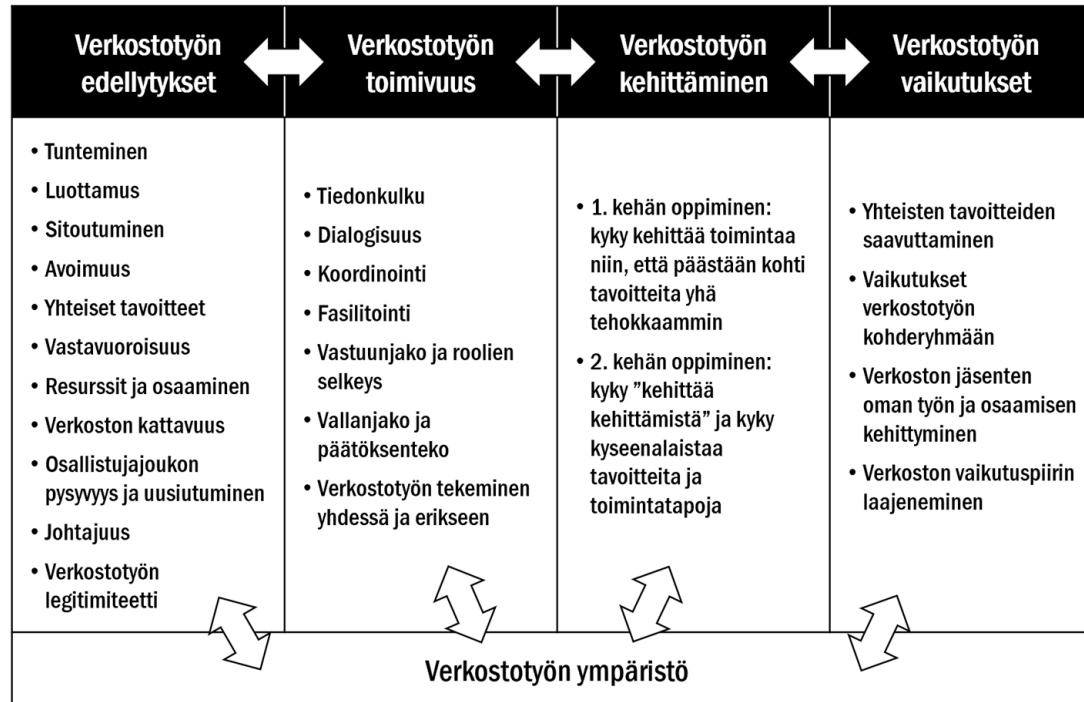 Verkostotyön
edellytykset
Verkostotyön
toimivuus
Verkostotyön
kehittäminen
Verkostotyön
vaikutukset
• Tunteminen
• Luottamus
• Sitoutuminen
• Avoimuus
• Yhteiset tavoitteet
• Vastavuoroisuus
• Resurssit ja osaaminen
• Verkoston kattavuus
• Osallistujajoukon
pysyvyys ja uusiutuminen
• Johtajuus
• Verkostotyön
legitimiteetti
• Tiedonkulku
• Dialogisuus
• Koordinointi
• Fasilitointi
• Vastuunjako ja roolien
selkeys
• Vallanjako ja
päätöksenteko
• Verkostotyön tekeminen
yhdessä ja erikseen
• 1. kehän oppiminen:
kyky kehittää toimintaa
niin, että päästään kohti
tavoitteita yhä
tehokkaammin
• 2. kehän oppiminen:
kyky ”kehittää
kehittämistä” ja kyky
kyseenalaistaa
tavoitteita ja
toimintatapoja
• Yhteisten tavoitteiden
saavuttaminen
• Vaikutukset
verkostotyön
kohderyhmään
• Verkoston jäsenten
oman työn ja osaamisen
kehittyminen
• Verkoston vaikutuspiirin
laajeneminen
Verkostotyön ympäristö